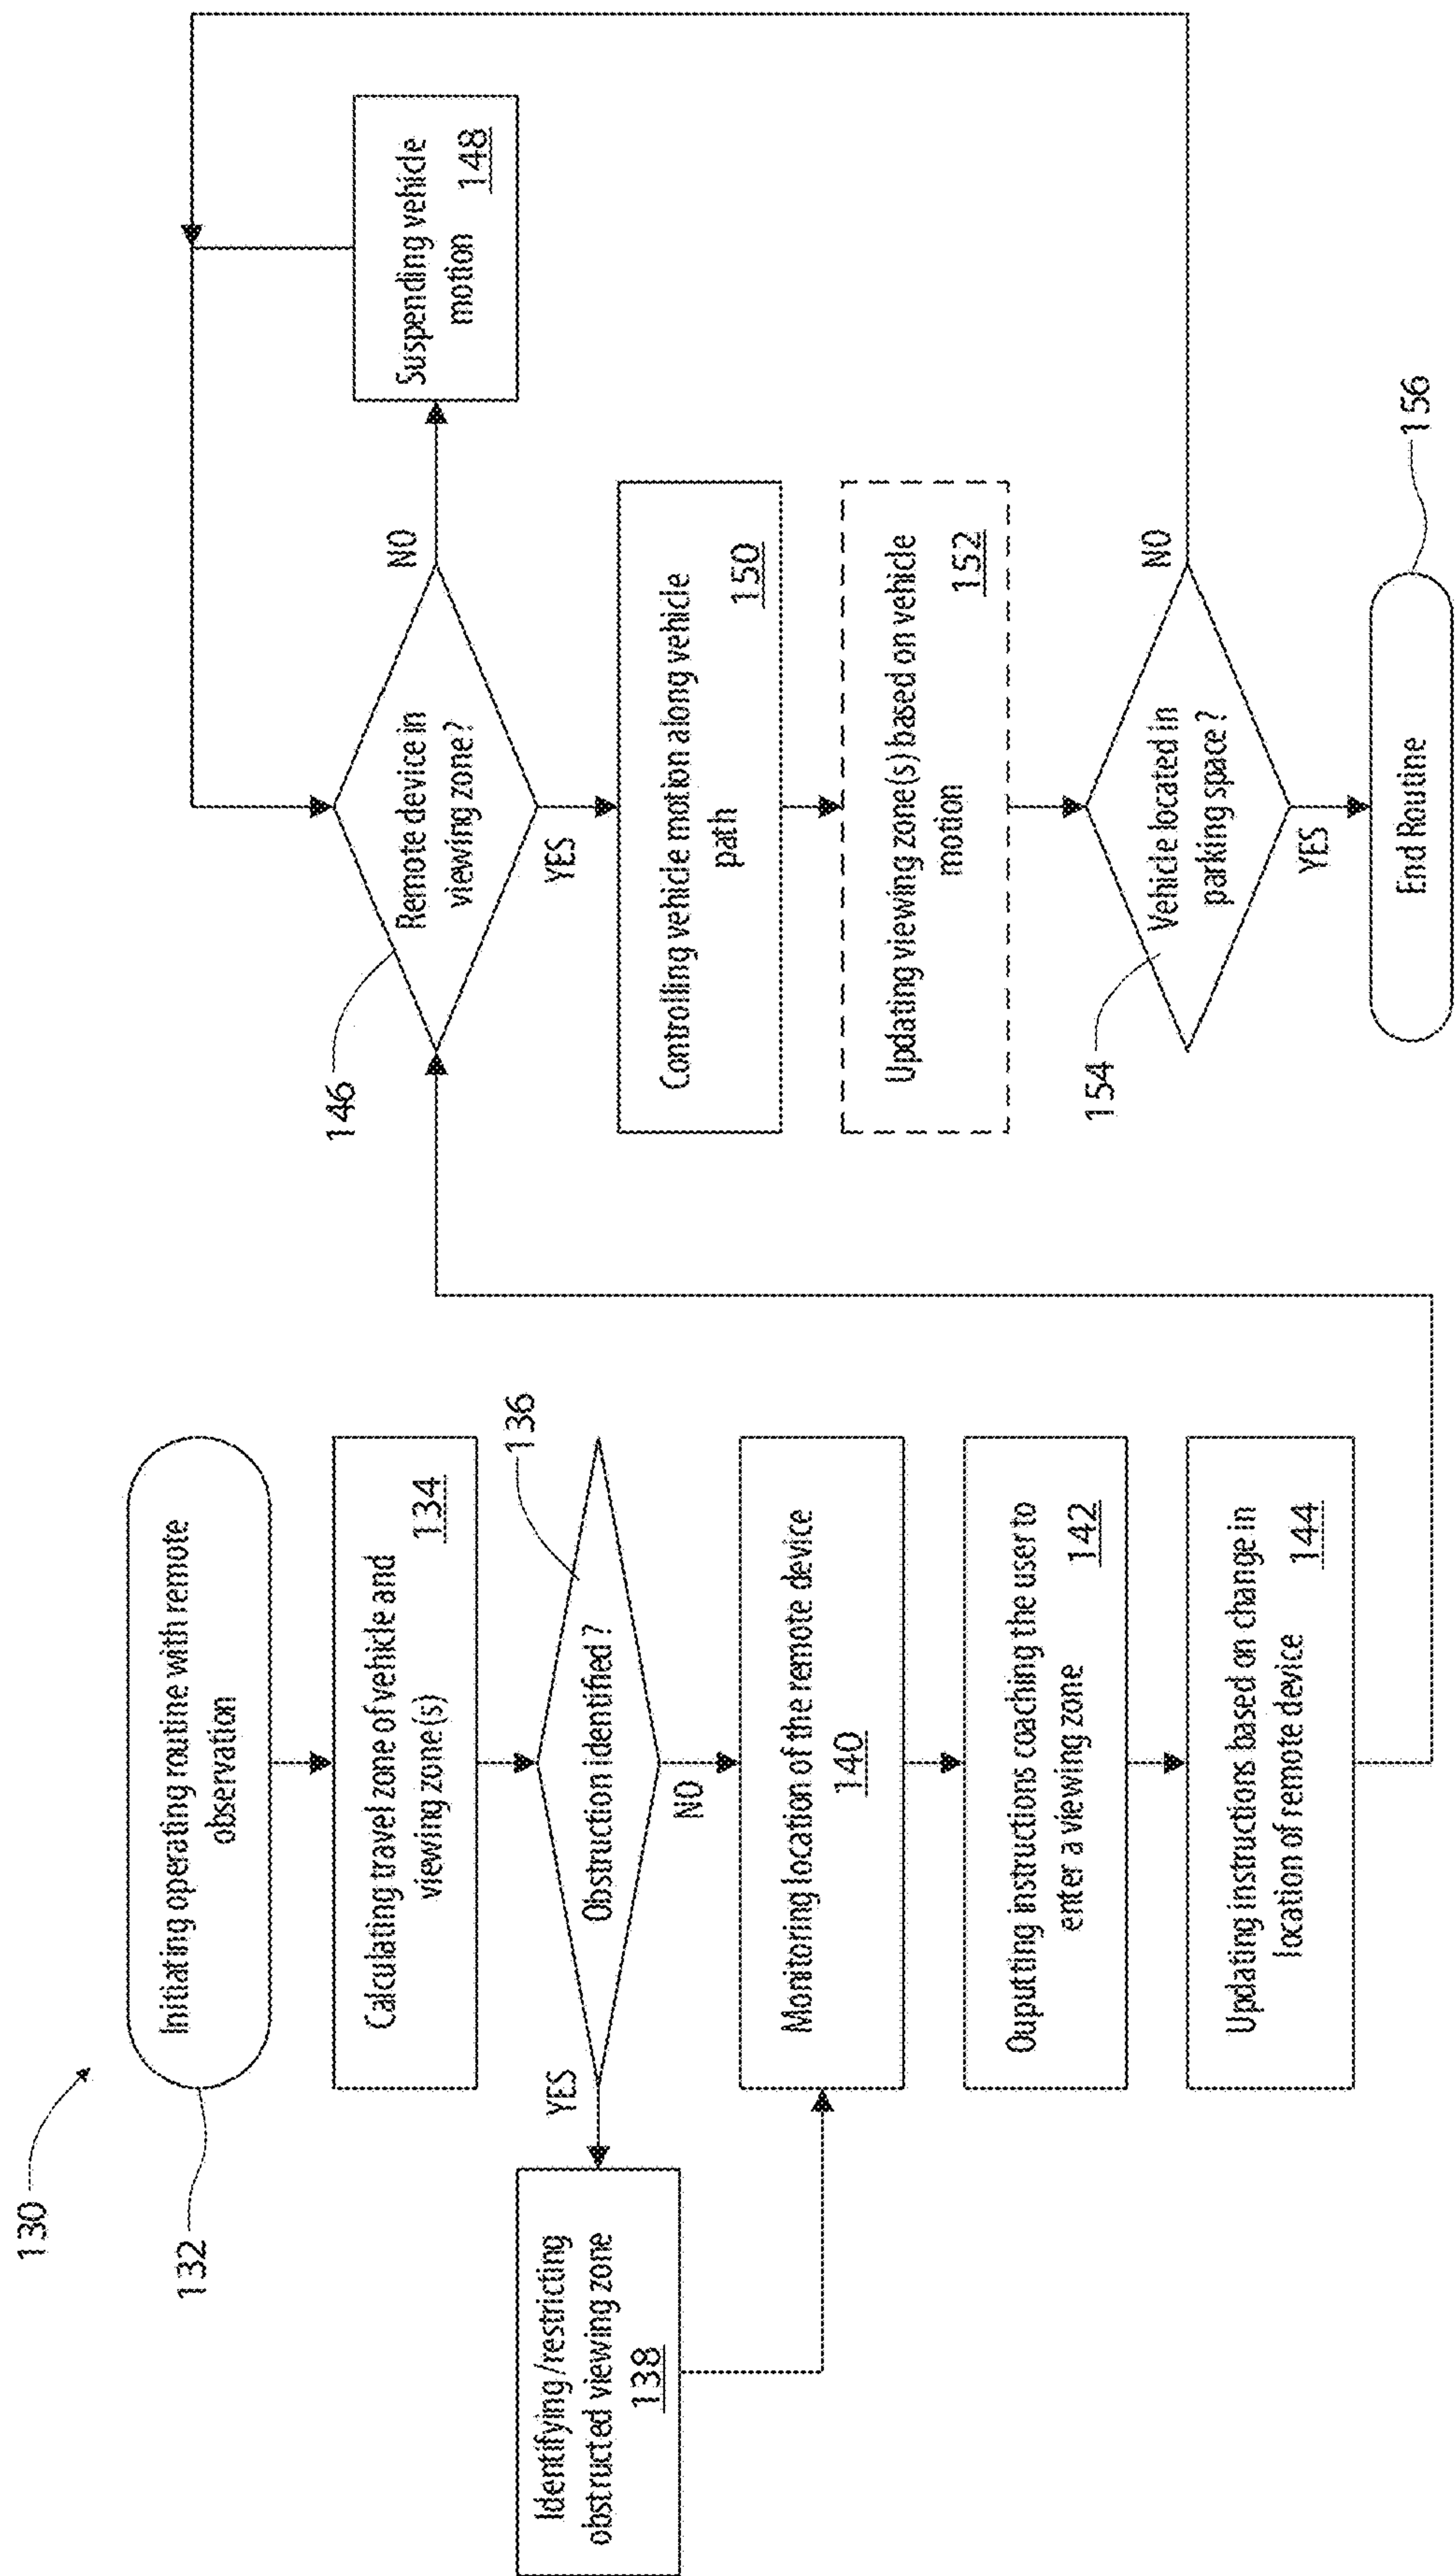 130
132
Initiating operating routine with remote
observation
Calculating travel zone of vehicle and
viewing zone(s)
134
136
Obstruction identified?
YES
NO
Identifying/restricting
obstructed viewing zone
138
Monitoring location of the remote device
140
Ouputting instructions coaching the user to
enter a viewing zone
142
Updating instructions based on change in
location of remote device
144
146
Remote device in
viewing zone?
NO
YES
Suspending vehicle
motion
148
Controlling vehicle motion along vehicle
path
150
Updating viewing zone(s) based on vehicle
motion
152
154
Vehicle located in
parking space?
NO
YES
End Routine
156